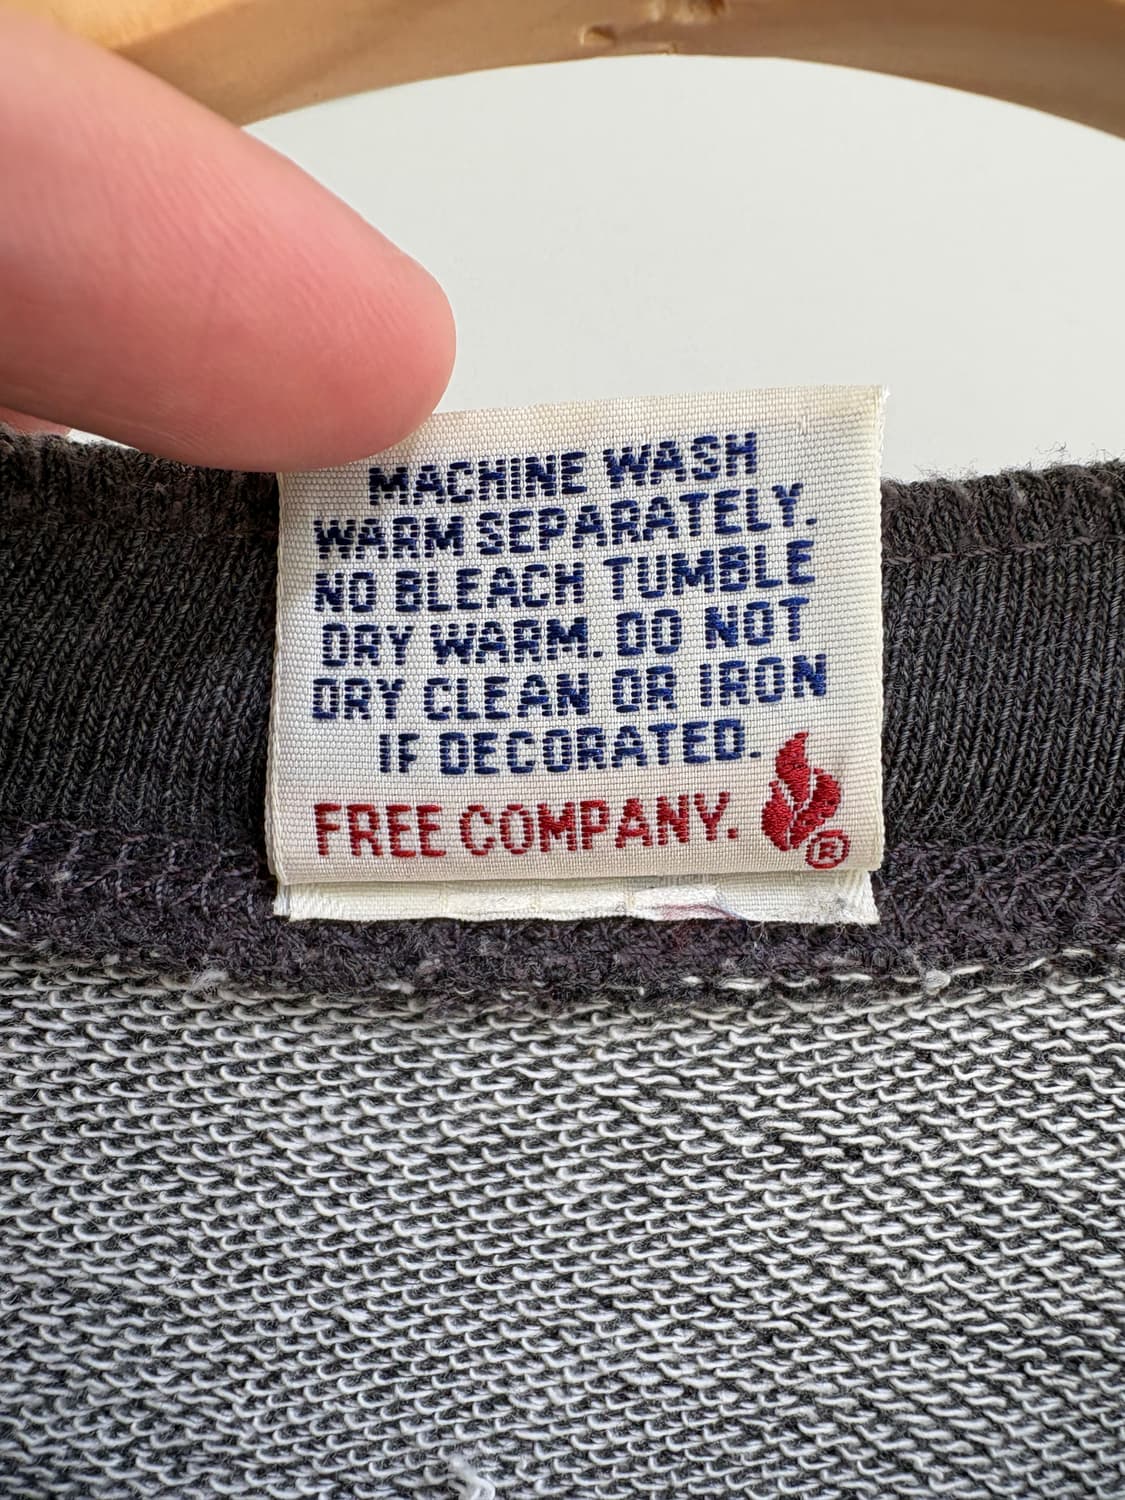 MACHINE WASH
WARM SEPARATELY.
NO BLEACH TUMBLE
DRY WARM. DO NOT
DRY CLEAN OR IRON
IF DECORATED.
FREE COMPANY.
®